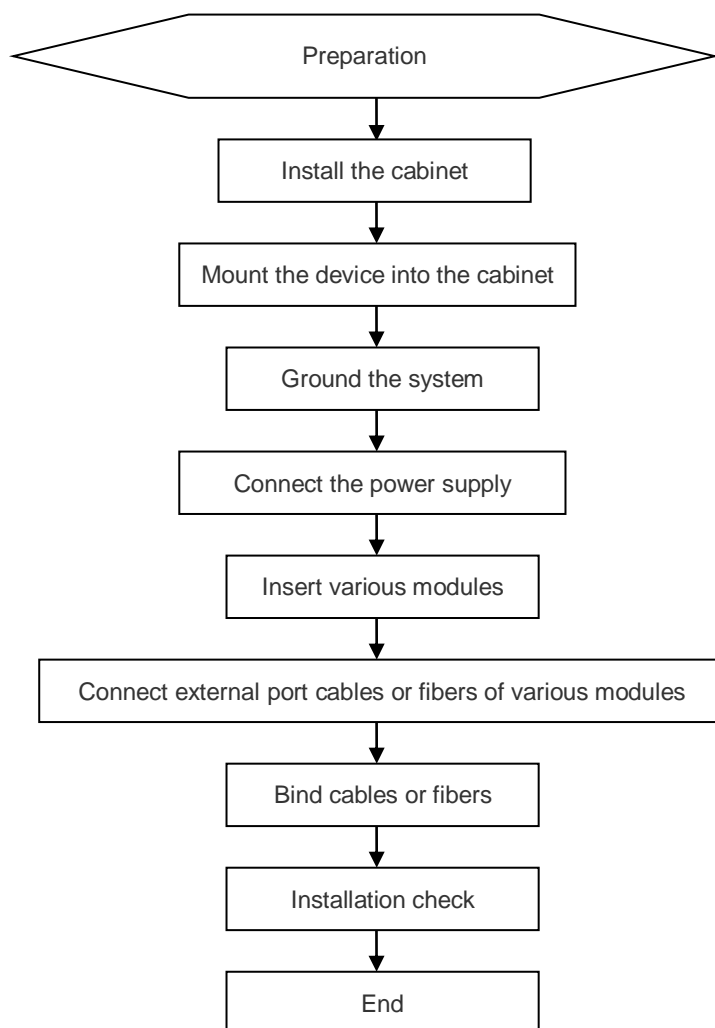 Preparation
Install the cabinet
Mount the device into the cabinet
Ground the system
Connect the power supply
Insert various modules
Connect external port cables or fibers of various modules
Bind cables or fibers
Installation check
End